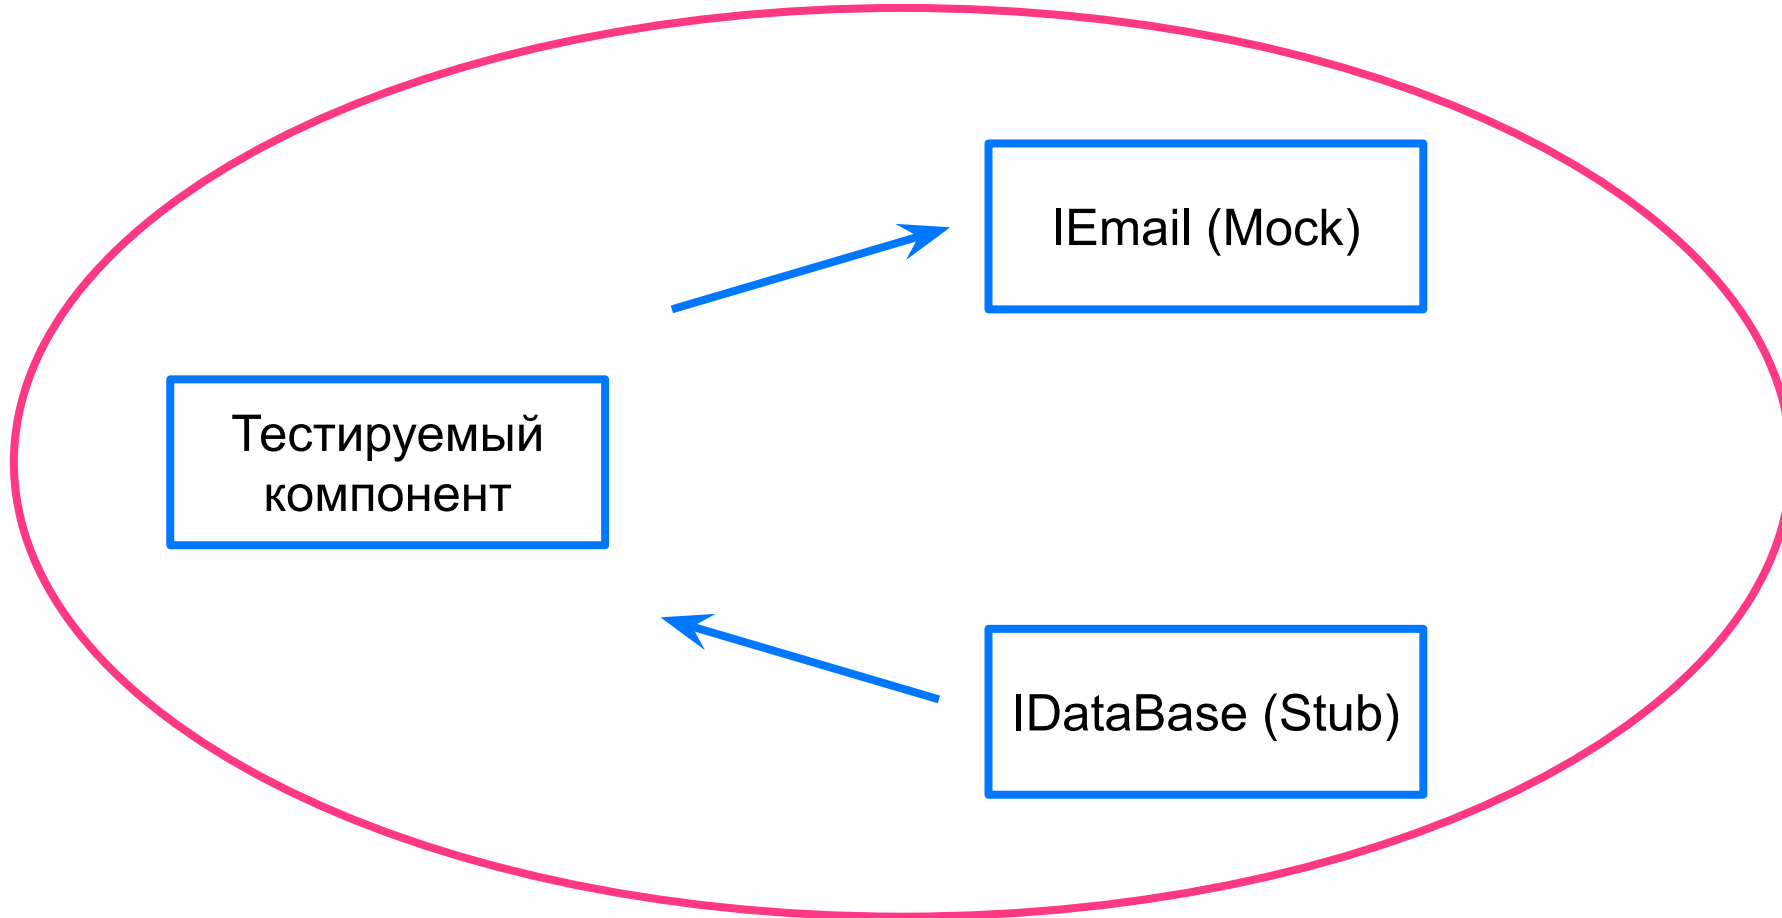 IEmail (Mock)
Тестируемый
компонент
IDataBase (Stub)